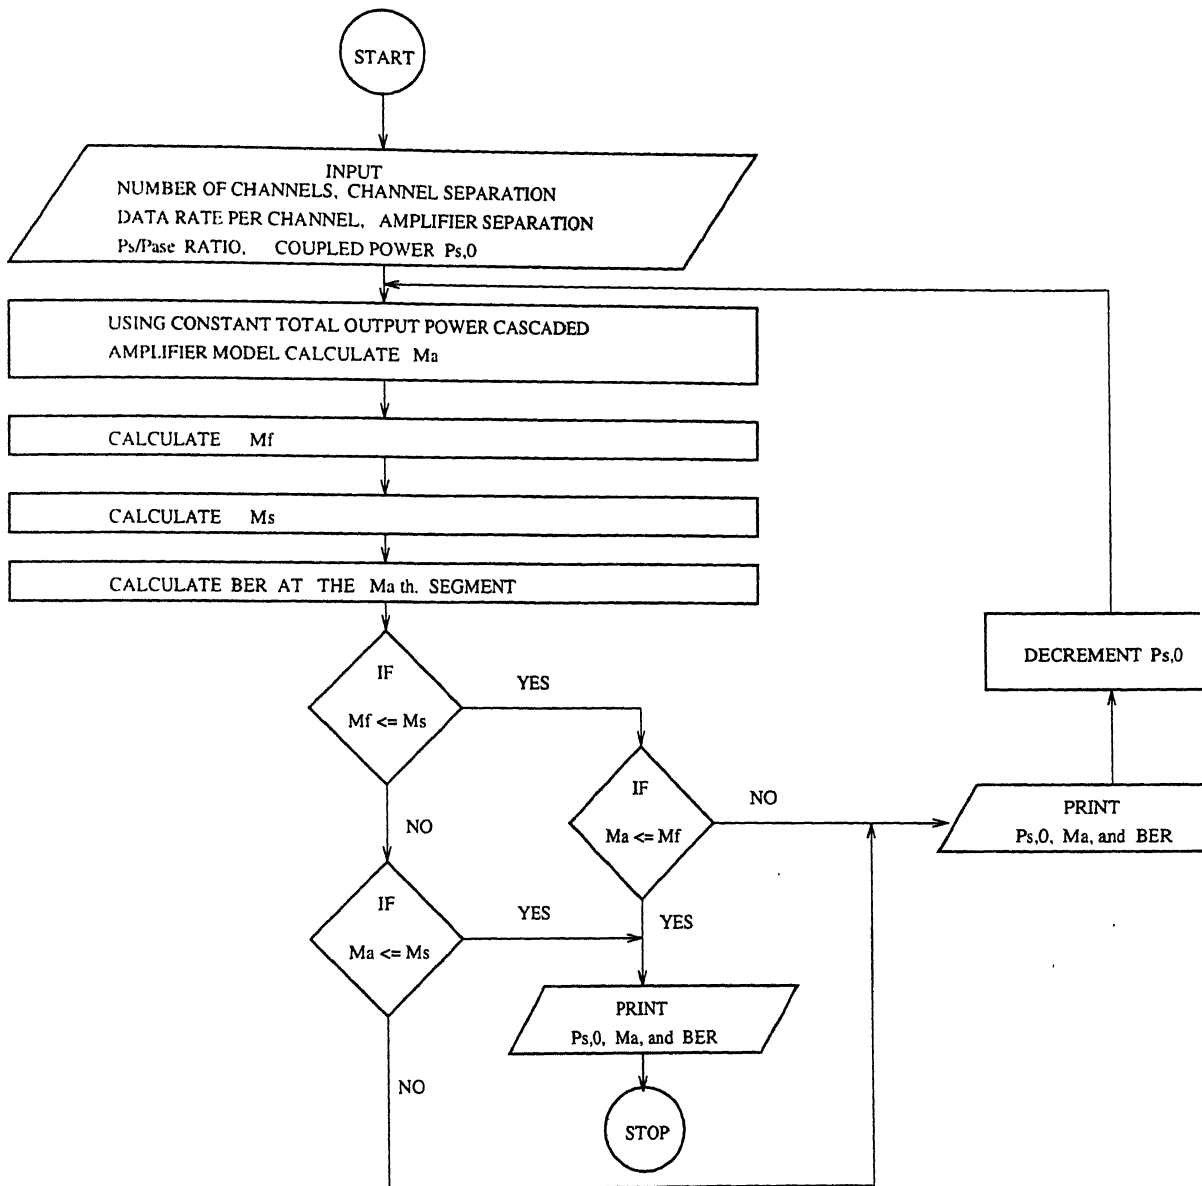 START
INPUT
NUMBER OF CHANNELS, CHANNEL SEPARATION
DATA RATE PER CHANNEL, AMPLIFIER SEPARATION
Ps/Pase RATIO, COUPLED POWER Ps,0
USING CONSTANT TOTAL OUTPUT POWER CASCADED
AMPLIFIER MODEL CALCULATE Ma
CALCULATE Mf
CALCULATE Ms
CALCULATE BER AT THE Ma th. SEGMENT
IF
Mf <= Ms
YES
NO
IF
Ma <= Mf
NO
YES
DECREMENT Ps,0
PRINT
Ps,0, Ma, and BER
IF
Ma <= Ms
YES
NO
PRINT
Ps,0, Ma, and BER
STOP